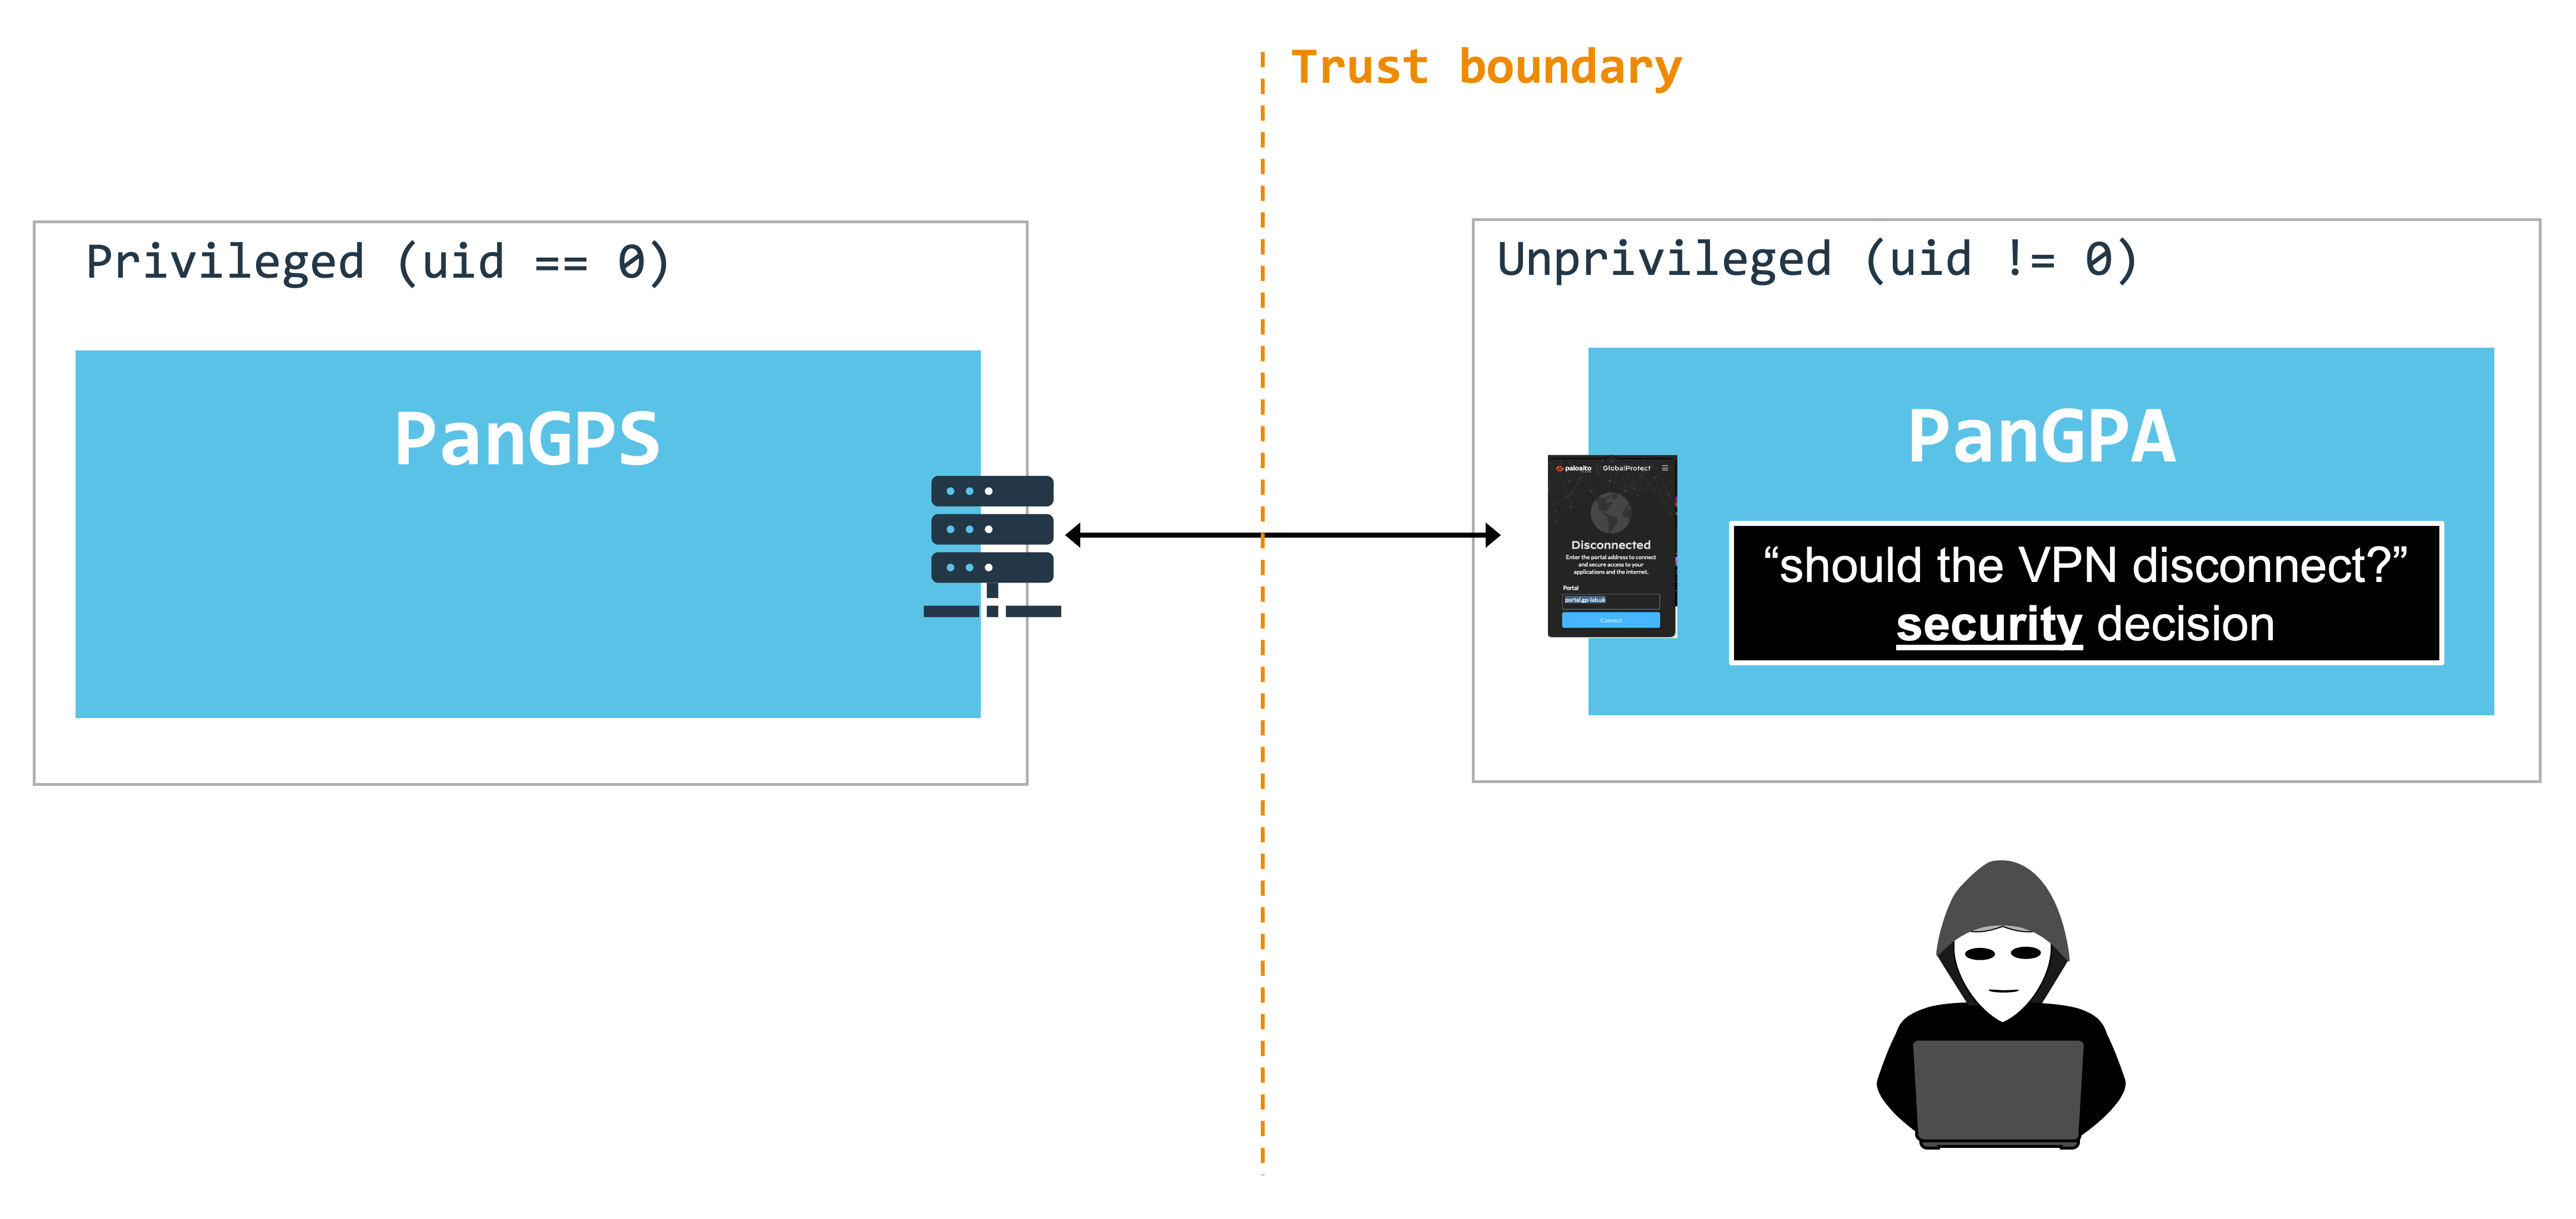 Trust boundary
Privileged (uid == 0)
PanGPS
Unprivileged (uid != 0)
PanGPA
paloalto
GlobalProtect
Disconnected
Enter the portal address to connect
and secure access to your
applications and the internet.
Portal
portal.gp-lab.uk
Connect
“should the VPN disconnect?”
security decision